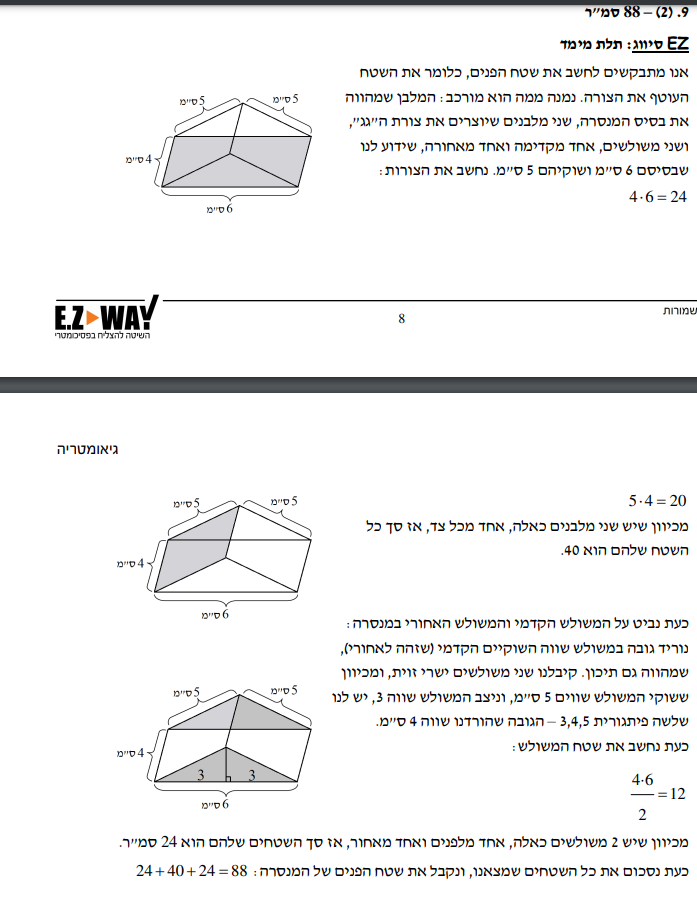 9. (2) – 88 סמ"ר
EZ סיווג: תלת מימד
אנו מתבקשים לחשב את שטח הפנים, כלומר את השטח
העוטף את הצורה. נמנה ממה הוא מורכב: המלבן שמהווה
את בסיס המנסרה, שני מלבנים שיוצרים את צורת ה"גג",
ושני משולשים, אחד מקדימה ואחד מאחורה, שידוע לנו
שבסיסם 6 ס"מ ושוקיהם 5 ס"מ. נחשב את הצורות:
4·6 = 24
5 ס"מ
5 ס"מ
4 ס"מ
6 ס"מ
E.Z WAY!
השיטה להצליח בפסיכומטרי
8
שמורות
גיאומטריה
5·4 = 20
מכיוון שיש שני מלבנים כאלה, אחד מכל צד, אז סך כל
השטח שלהם הוא 40.
5 ס"מ
5 ס"מ
4 ס"מ
6 ס"מ
כעת נביט על המשולש הקדמי והמשולש האחורי במנסרה:
נוריד גובה במשולש שווה השוקיים הקדמי (שזהה לאחורי),
שמהווה גם תיכון. קיבלנו שני משולשים ישרי זוית, ומכיוון
ששוקי המשולש שווים 5 ס"מ, וניצב המשולש שווה 3, יש לנו
שלשה פיתגורית 3,4,5 – הגובה שהורדנו שווה 4 ס"מ.
כעת נחשב את שטח המשולש:
4·6
2
= 12
5 ס"מ
5 ס"מ
4 ס"מ
3
3
6 ס"מ
מכיוון שיש 2 משולשים כאלה, אחד מלפנים ואחד מאחור, אז סך השטחים שלהם הוא 24 סמ"ר.
כעת נסכום את כל השטחים שמצאנו, ונקבל את שטח הפנים של המנסרה: 24 + 40 + 24 = 88